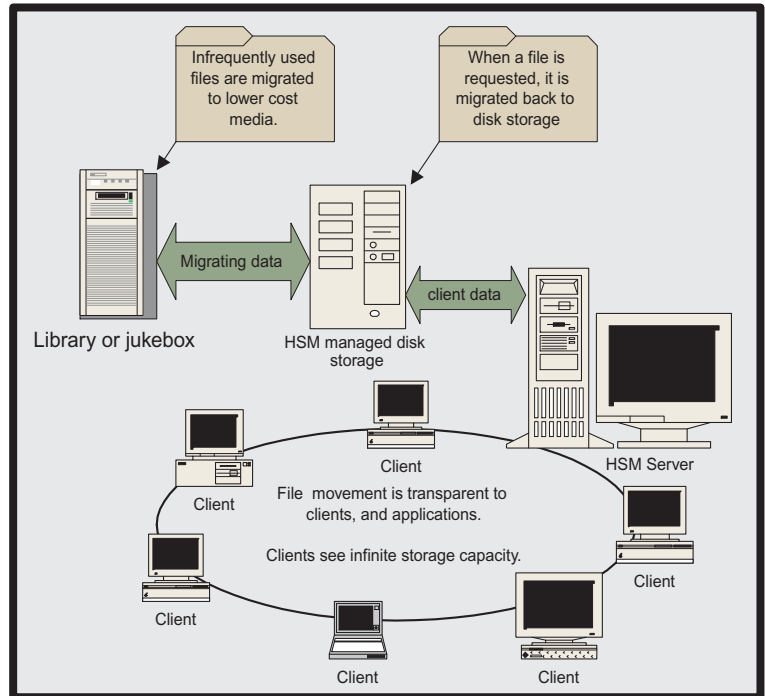 Infrequently used
files are migrated
to lower cost
media.
When a file is
requested, it is
migrated back to
disk storage
Migrating data
client data
Library or jukebox
HSM managed disk
storage
HSM Server
Client
Client
File movement is transparent to
clients, and applications.
Clients see infinite storage capacity.
Client
Client
Client
Client